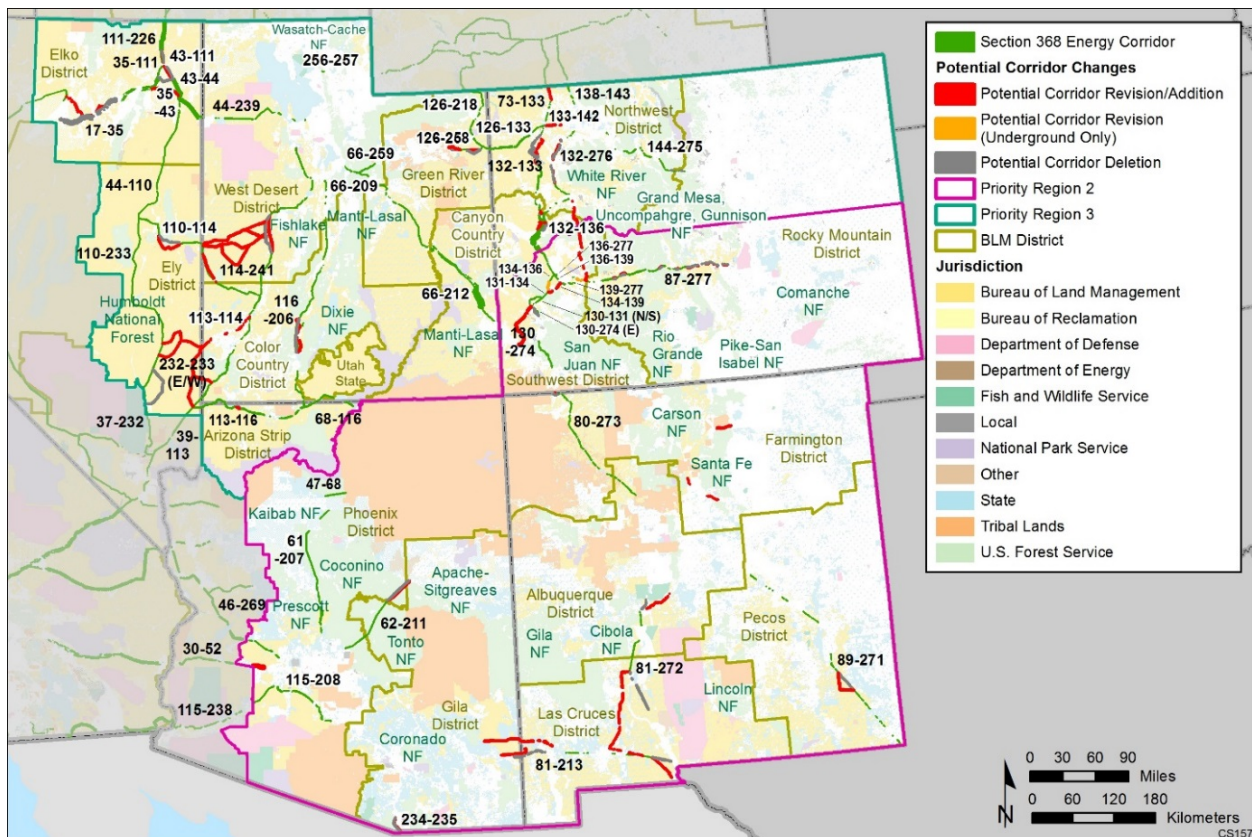 Wasatch-Cache
NF
256-257
111-226
Elko
District
35-111
43-111
43-44
35
-43
17-35
44-239
126-218
73-133
138-143
133-142
Northwest
District
126-133
126-258
132-133
132-276
144-275
66-259
Green River
District
White River
NF
44-110
66-209
West Desert
District
Fishlake
NF
Manti-Lasal
NF
Canyon
Country
District
Grand Mesa,
Uncompahgre, Gunnison
NF
110-114
132-136
Rocky Mountain
District
110-233
Ely
District
114-241
136-277
136-139
134-136
131-134
87-277
139-277
134-139
130-131 (N/S)
130-274 (E)
Comanche
NF
Humboldt
National
Forest
113-114
116
-206
Dixie
NF
66-212
Manti-Lasal
NF
130
-274
San
Juan NF
Rio
Grande
NF
Pike-San
Isabel NF
232-233
(E/W)
Color
Country
District
Utah
State
Southwest District
37-232
39-
113
113-116
Arizona Strip
District
68-116
80-273
Carson
NF
Farmington
District
Santa Fe
NF
47-68
Kaibab NF
Phoenix
District
61
-207
Coconino
NF
Apache-
Sitgreaves
NF
Albuquerque
District
Pecos
District
46-269
Prescott
NF
62-211
Tonto
NF
Gila
NF
Cibola
NF
30-52
115-208
81-272
Lincoln
NF
89-271
115-238
Gila
District
Coronado
NF
Las Cruces
District
81-213
234-235
Section 368 Energy Corridor
Potential Corridor Changes
Potential Corridor Revision/Addition
Potential Corridor Revision
(Underground Only)
Potential Corridor Deletion
Priority Region 2
Priority Region 3
BLM District
Jurisdiction
Bureau of Land Management
Bureau of Reclamation
Department of Defense
Department of Energy
Fish and Wildlife Service
Local
National Park Service
Other
State
Tribal Lands
U.S. Forest Service
N
0 30 60 90
Miles
0 60 120 180
Kilometers
CS157